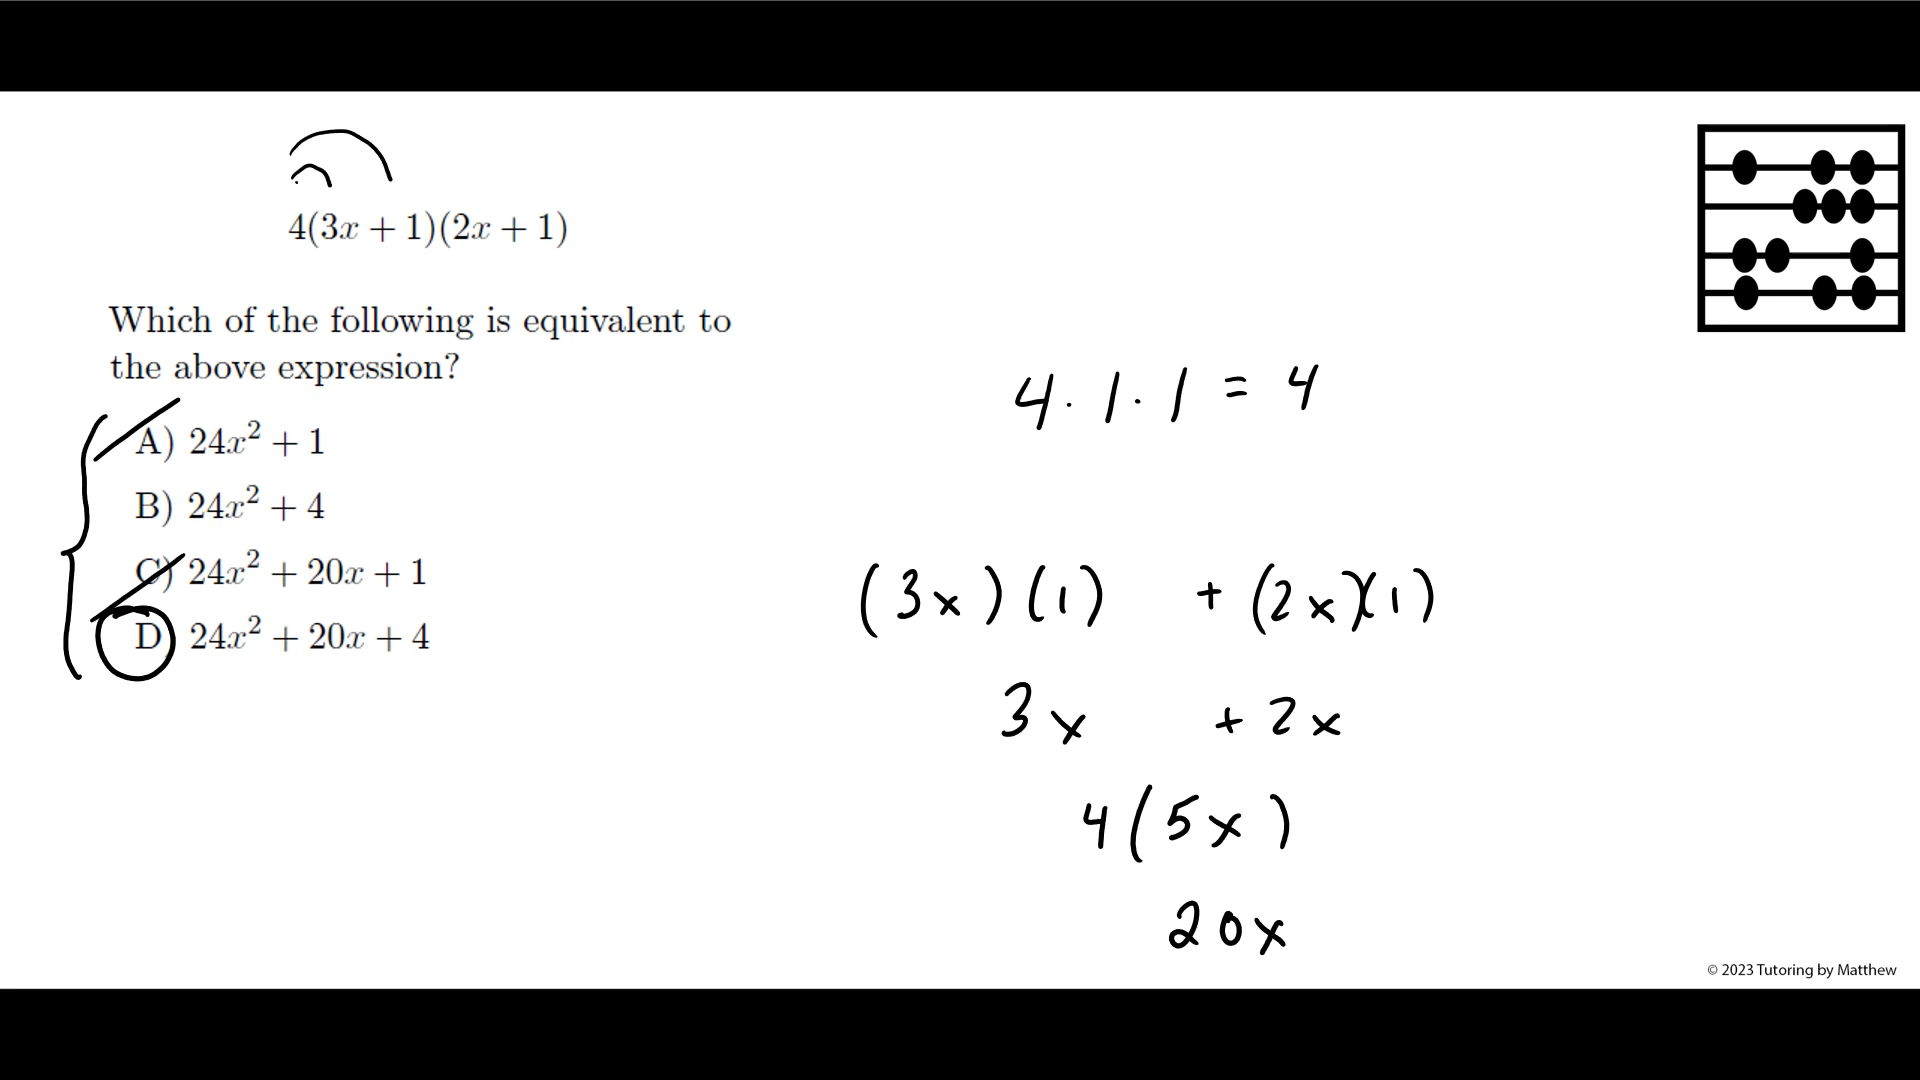 4(3x + 1)(2x + 1)
Which of the following is equivalent to
the above expression?
A) 24x² + 1
B) 24x² + 4
C) 24x² + 20x + 1
D) 24x² + 20x + 4
4 · 1 · 1 = 4
(3x)(1) + (2x)(1)
3x + 2x
4(5x)
20x
© 2023 Tutoring by Matthew